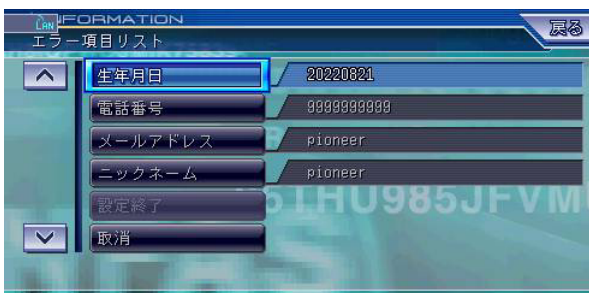 LAN
INFORMATION
戻る
エラー項目リスト
生年月日 20220821
電話番号 9999999999
メールアドレス pioneer
ニックネーム pioneer
設定終了
取消